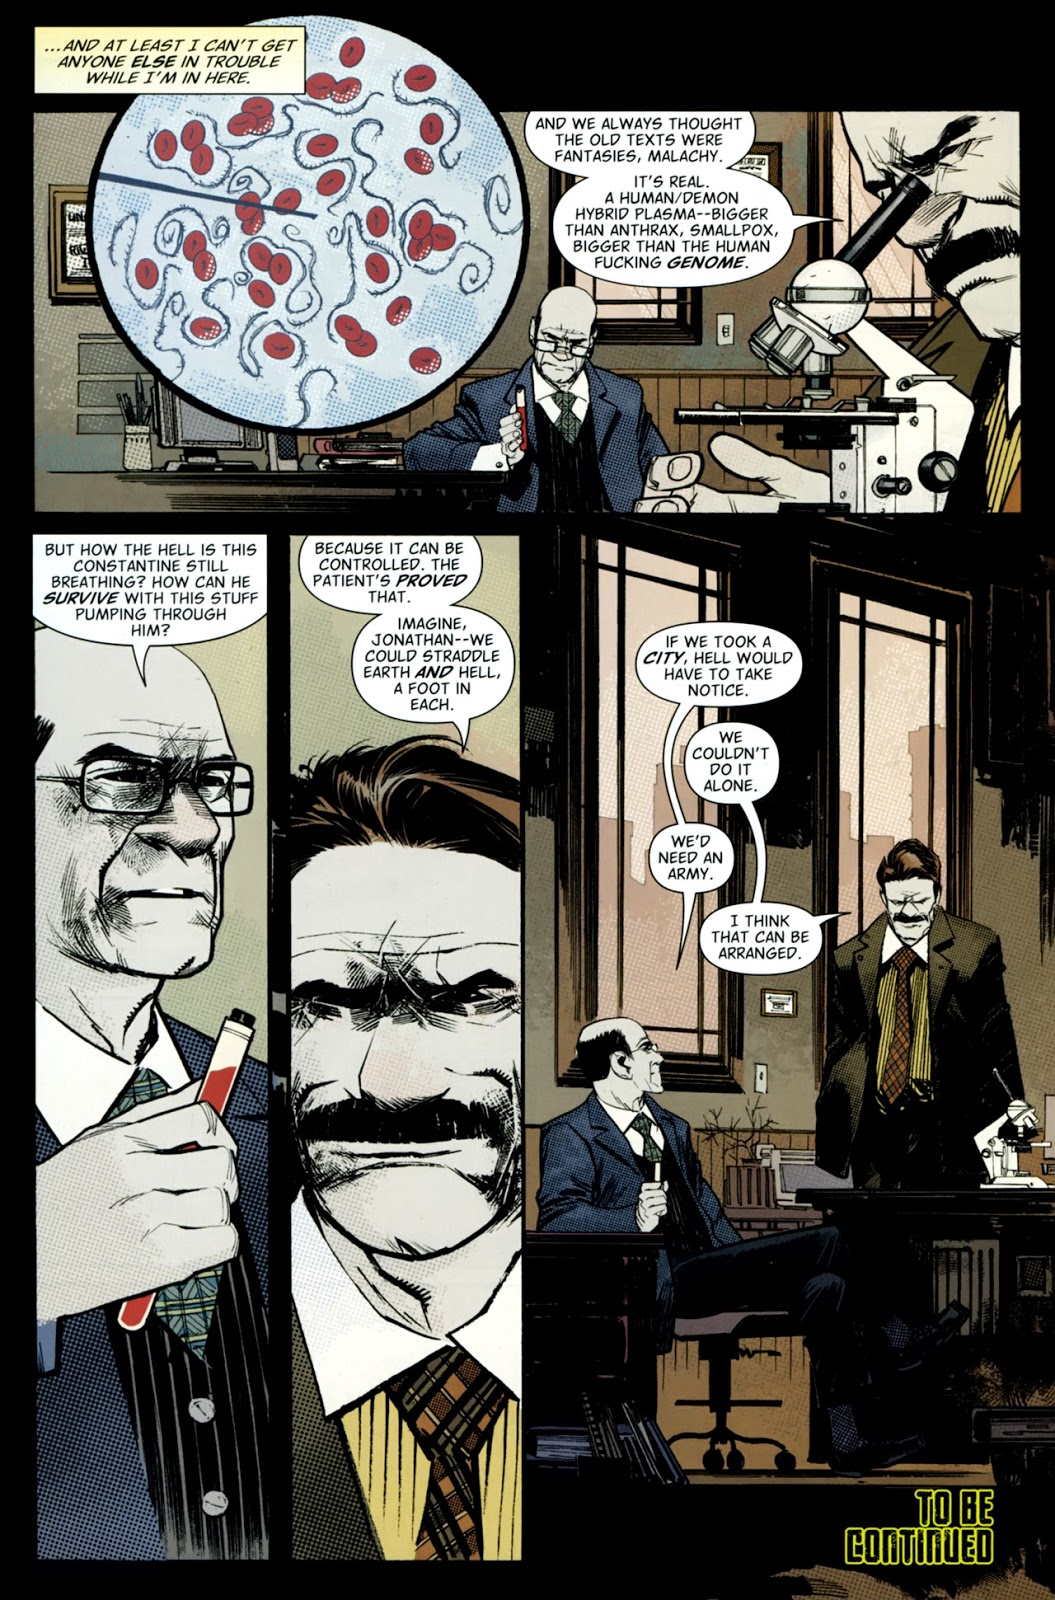 ...AND AT LEAST I CAN'T GET
ANYONE ELSE IN TROUBLE
WHILE I'M IN HERE.
AND WE ALWAYS THOUGHT
THE OLD TEXTS WERE
FANTASIES, MALACHY.
IT'S REAL.
A HUMAN/DEMON
HYBRID PLASMA--BIGGER
THAN ANTHRAX, SMALLPOX,
BIGGER THAN THE HUMAN
FUCKING GENOME.
BUT HOW THE HELL IS THIS
CONSTANTINE STILL
BREATHING? HOW CAN HE
SURVIVE WITH THIS STUFF
PUMPING THROUGH
HIM?
BECAUSE IT CAN BE
CONTROLLED. THE
PATIENT'S PROVED
THAT.
IMAGINE,
JONATHAN--WE
COULD STRADDLE
EARTH AND HELL,
A FOOT IN
EACH.
IF WE TOOK A
CITY, HELL WOULD
HAVE TO TAKE
NOTICE.
WE
COULDN'T
DO IT
ALONE.
WE'D
NEED AN
ARMY.
I THINK
THAT CAN BE
ARRANGED.
TO BE
CONTINUED